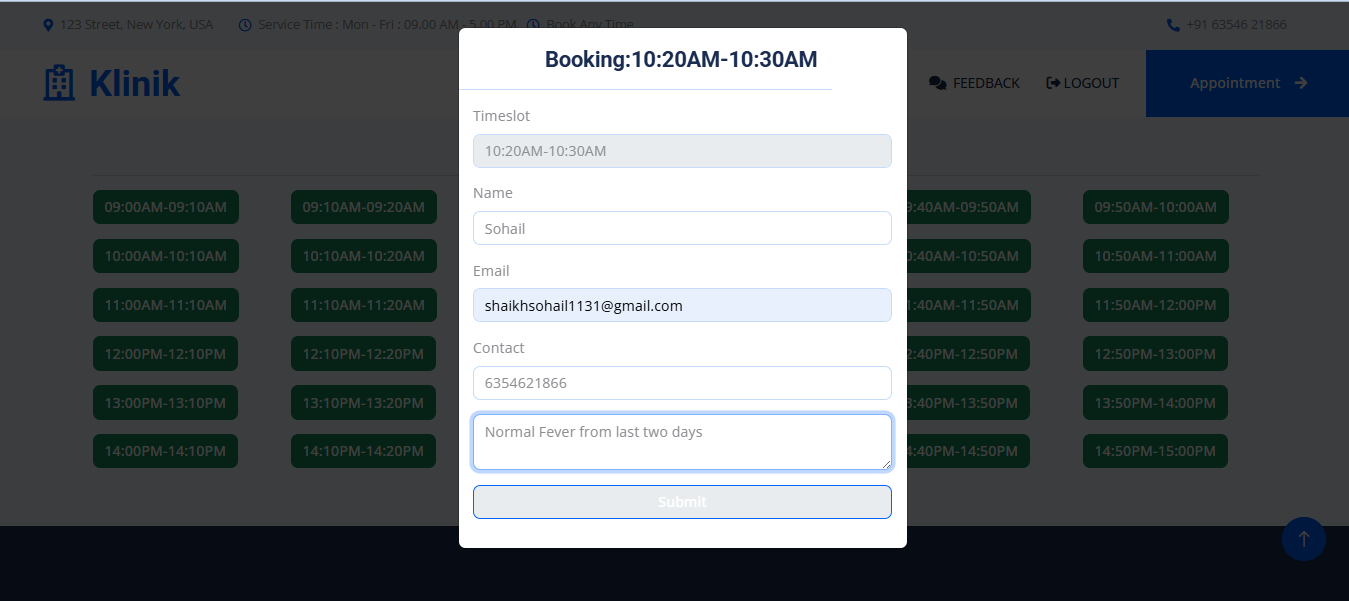 123 Street, New York, USA Service Time : Mon - Fri : 09.00 AM - 5.00 PM Book Any Time +91 63546 21866
Klinik FEEDBACK LOGOUT Appointment
Booking:10:20AM-10:30AM
Timeslot
10:20AM-10:30AM
Name
Sohail
Email
shaikhsohail1131@gmail.com
Contact
6354621866
Normal Fever from last two days
Submit
09:00AM-09:10AM 09:10AM-09:20AM :40AM-09:50AM 09:50AM-10:00AM
10:00AM-10:10AM 10:10AM-10:20AM :40AM-10:50AM 10:50AM-11:00AM
11:00AM-11:10AM 11:10AM-11:20AM :40AM-11:50AM 11:50AM-12:00PM
12:00PM-12:10PM 12:10PM-12:20PM :40PM-12:50PM 12:50PM-13:00PM
13:00PM-13:10PM 13:10PM-13:20PM :40PM-13:50PM 13:50PM-14:00PM
14:00PM-14:10PM 14:10PM-14:20PM :40PM-14:50PM 14:50PM-15:00PM